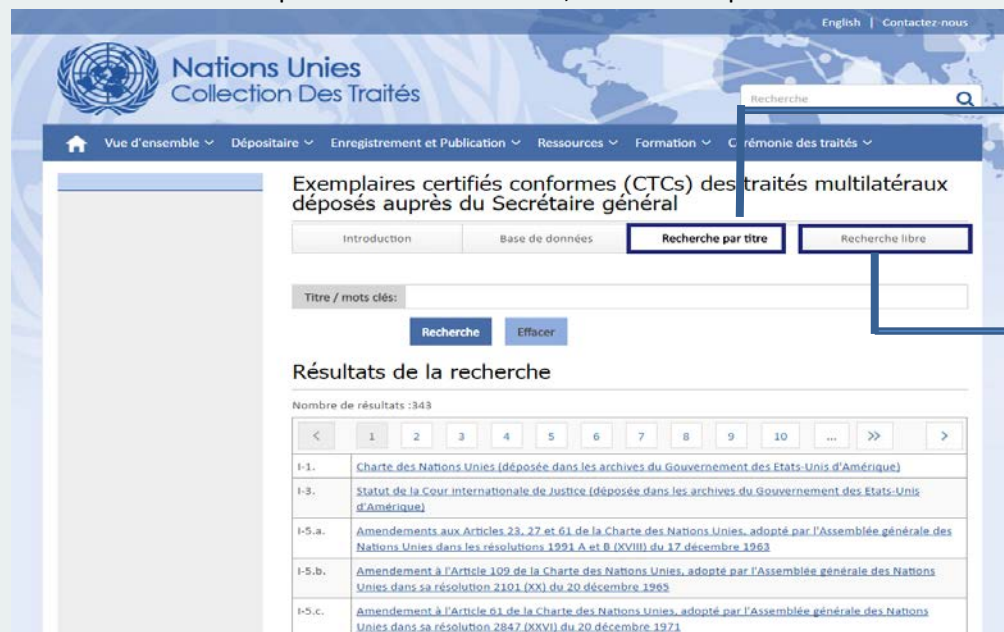 English | Contactez-nous
Nations Unies
Collection Des Traités
Recherche
Vue d'ensemble Dépositaire Enregistrement et Publication Ressources Formation Cérémonie des traités
Exemplaires certifiés conformes (CTCs) des traités multilatéraux
déposés auprès du Secrétaire général
Introduction Base de données Recherche par titre Recherche libre
Titre / mots clés:
Recherche Effacer
Résultats de la recherche
Nombre de résultats :343
< 1 2 3 4 5 6 7 8 9 10 ... >> >
I-1. Charte des Nations Unies (déposée dans les archives du Gouvernement des Etats-Unis d'Amérique)
I-3. Statut de la Cour internationale de Justice (déposée dans les archives du Gouvernement des Etats-Unis
d'Amérique)
I-5.a. Amendements aux Articles 23, 27 et 61 de la Charte des Nations Unies, adopté par l'Assemblée générale des
Nations Unies dans les résolutions 1991 A et B (XVIII) du 17 décembre 1963
I-5.b. Amendement à l'Article 109 de la Charte des Nations Unies, adopté par l'Assemblée générale des Nations
Unies dans sa résolution 2101 (XX) du 20 décembre 1965
I-5.c. Amendement à l'Article 61 de la Charte des Nations Unies, adopté par l'Assemblée générale des Nations
Unies dans sa résolution 2847 (XXVI) du 20 décembre 1971